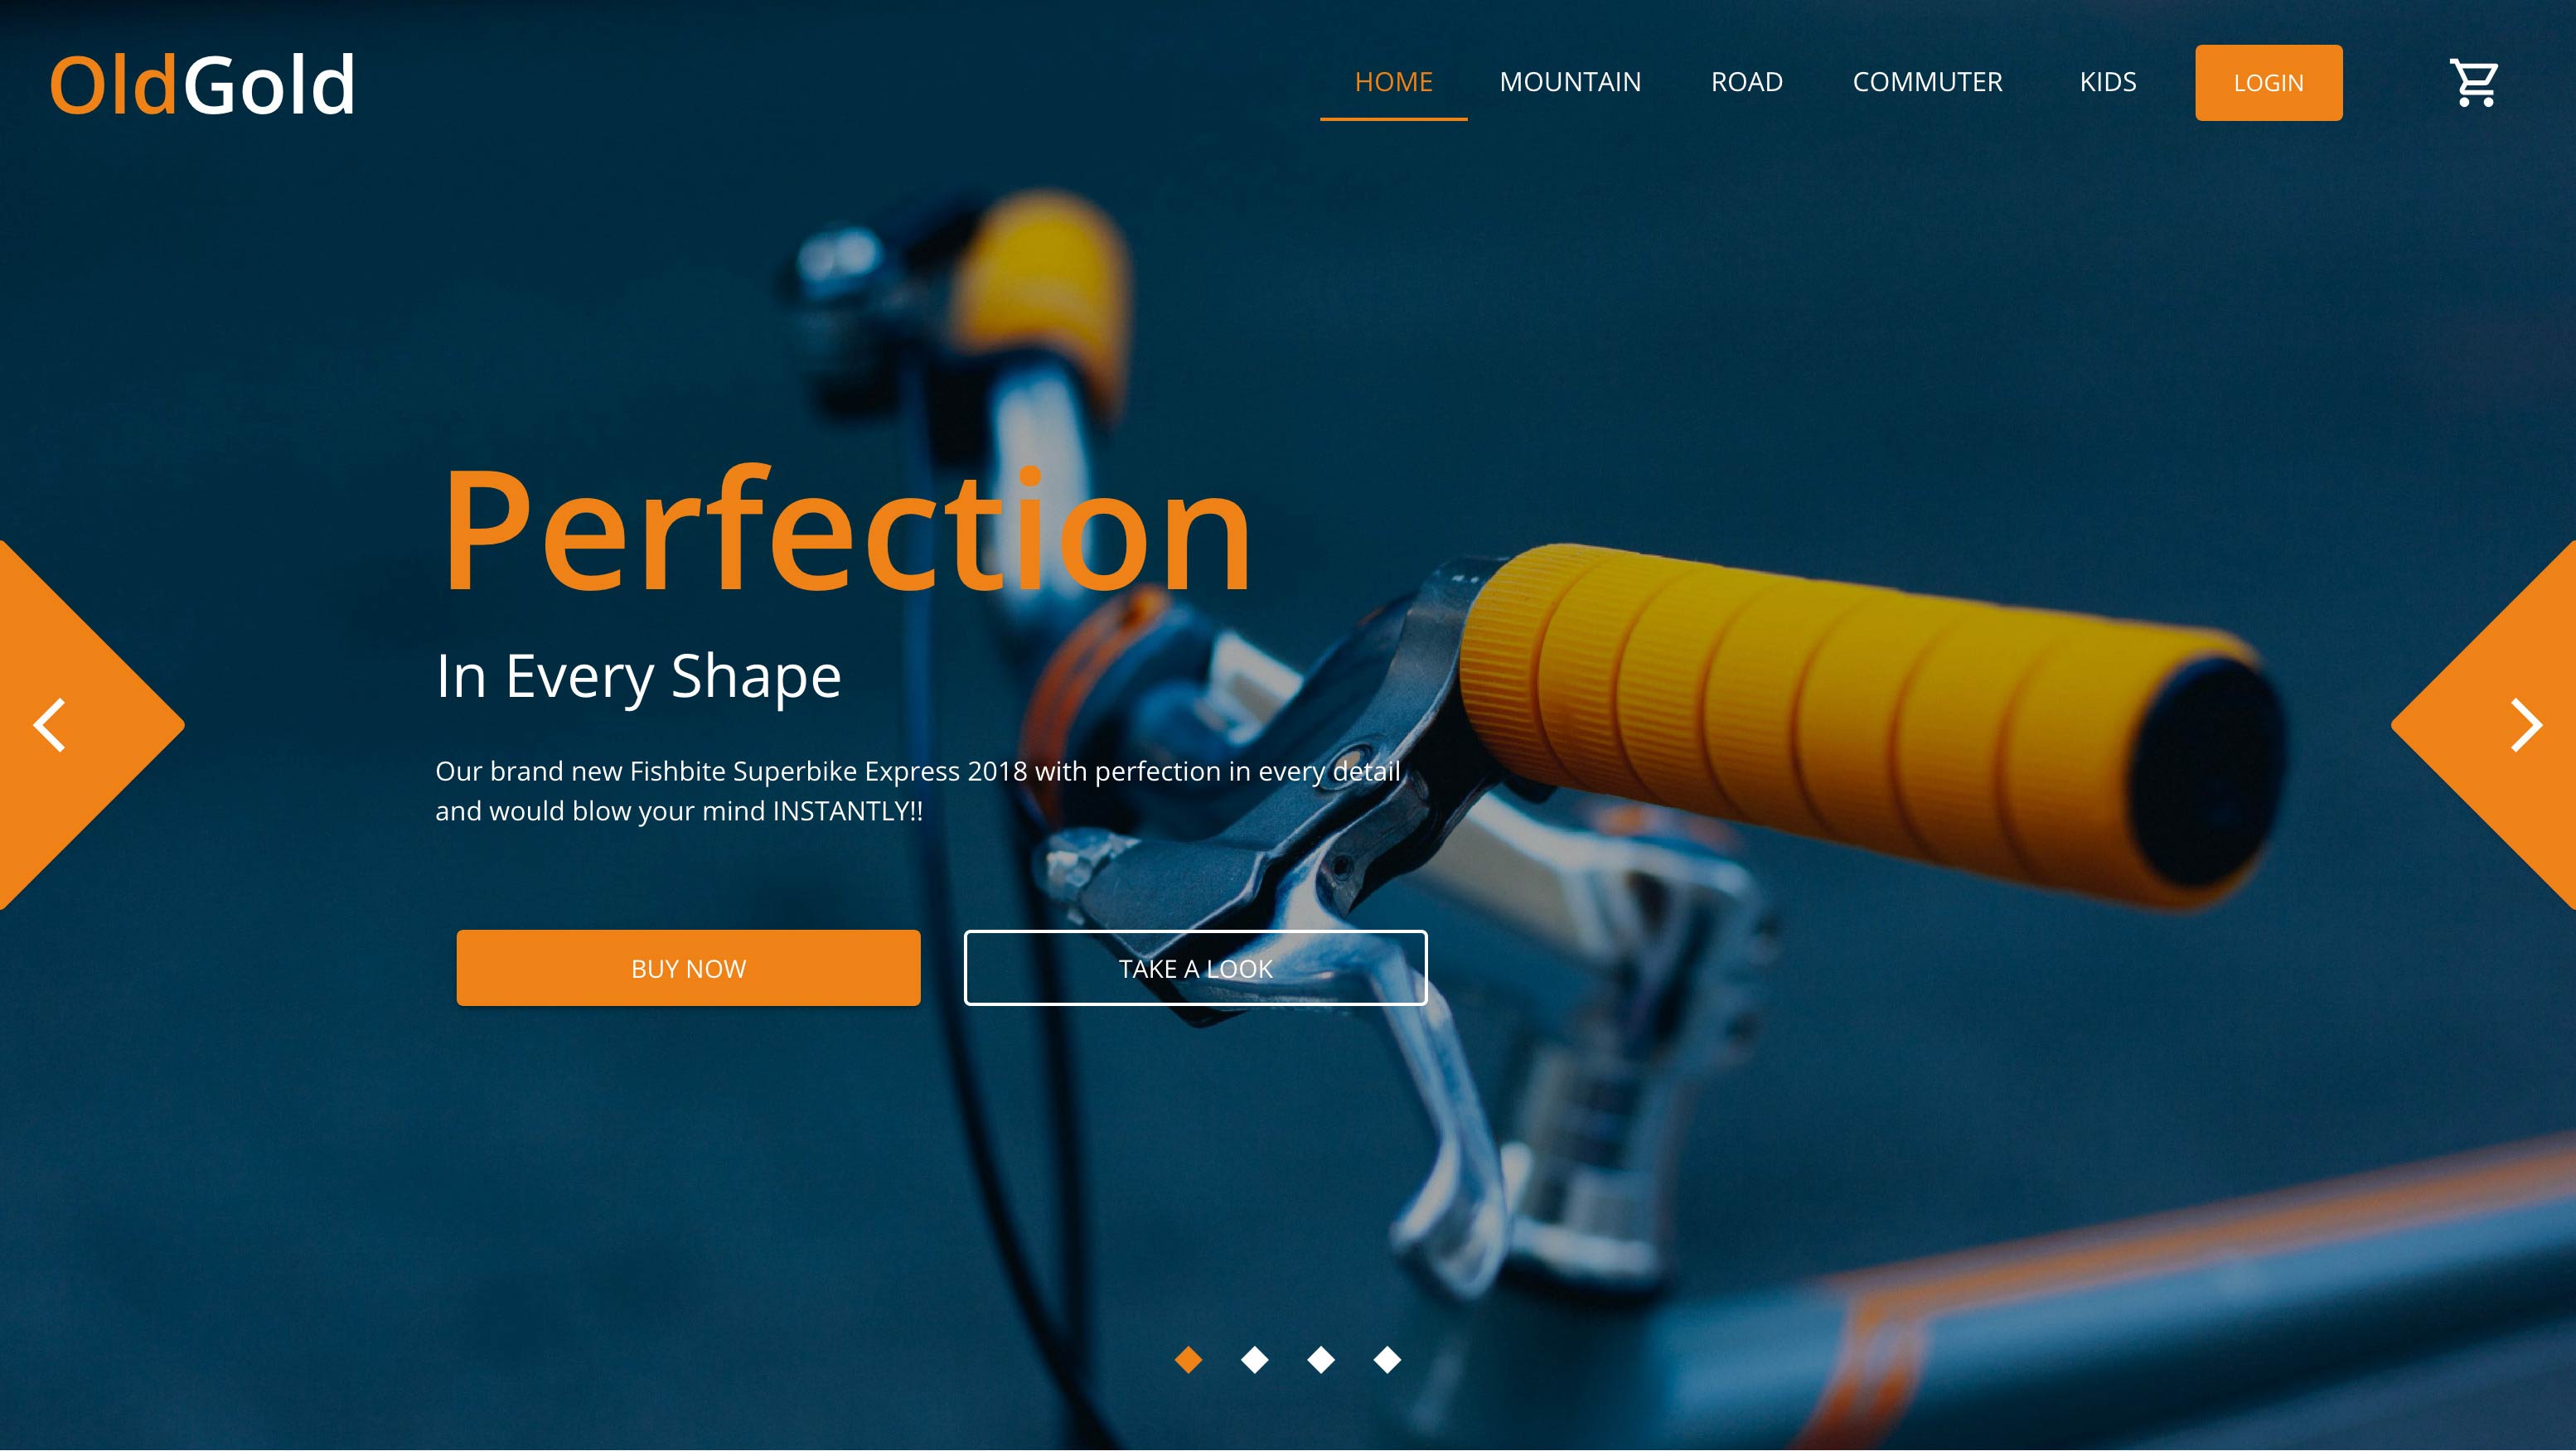 OldGold
HOME MOUNTAIN ROAD COMMUTER KIDS LOGIN
Perfection
In Every Shape
Our brand new Fishbite Superbike Express 2018 with perfection in every detail
and would blow your mind INSTANTLY!!
BUY NOW TAKE A LOOK